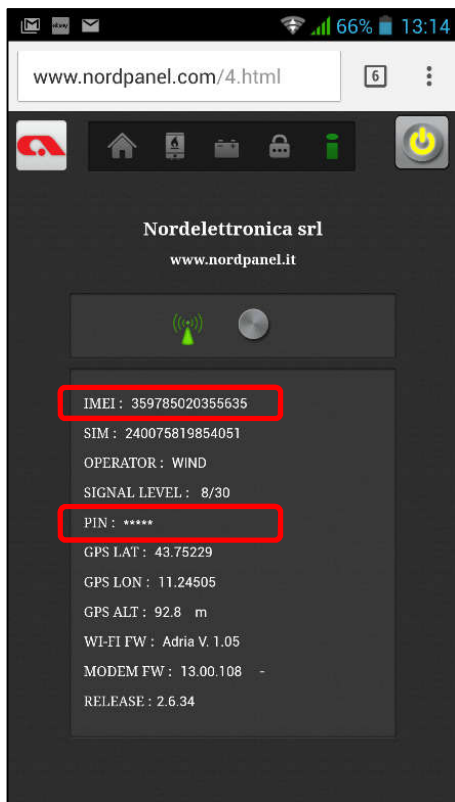 66% 13:14
www.nordpanel.com/4.html 6
Nordelettronica srl
www.nordpanel.it
IMEI : 359785020355635
SIM : 240075819854051
OPERATOR : WIND
SIGNAL LEVEL : 8/30
PIN : *****
GPS LAT : 43.75229
GPS LON : 11.24505
GPS ALT : 92.8 m
WI-FI FW : Adria V. 1.05
MODEM FW : 13.00.108 -
RELEASE : 2.6.34